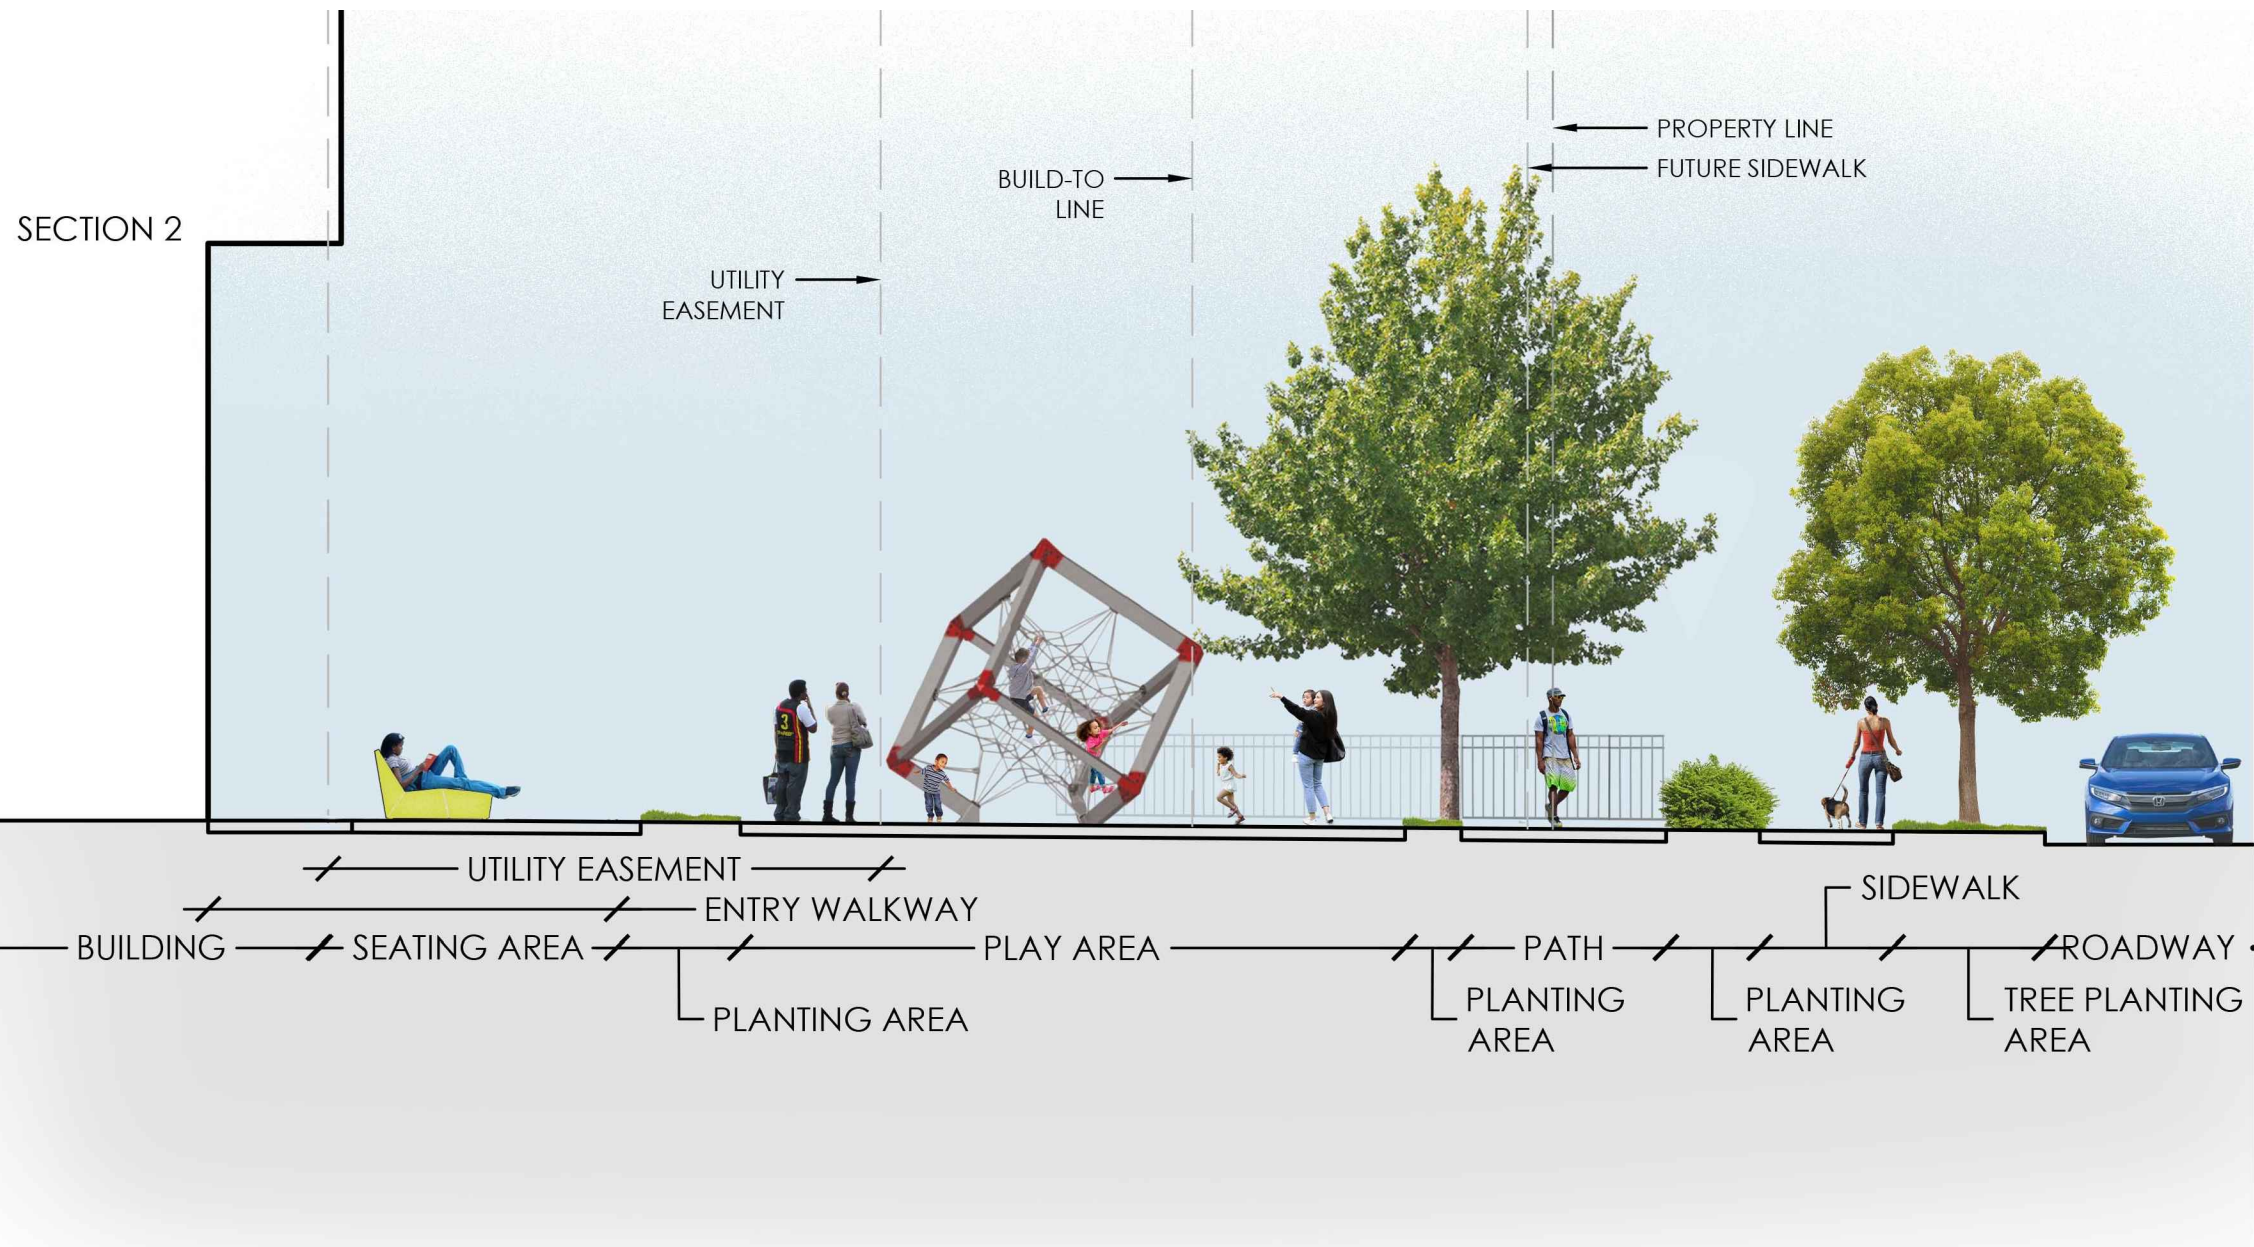 PROPERTY LINE
FUTURE SIDEWALK
BUILD-TO
LINE
SECTION 2
UTILITY
EASEMENT
3
UTILITY EASEMENT
SIDEWALK
ENTRY WALKWAY
BUILDING
SEATING AREA
PLAY AREA
PATH
ROADWAY
PLANTING AREA
PLANTING
AREA
PLANTING
AREA
TREE PLANTING
AREA